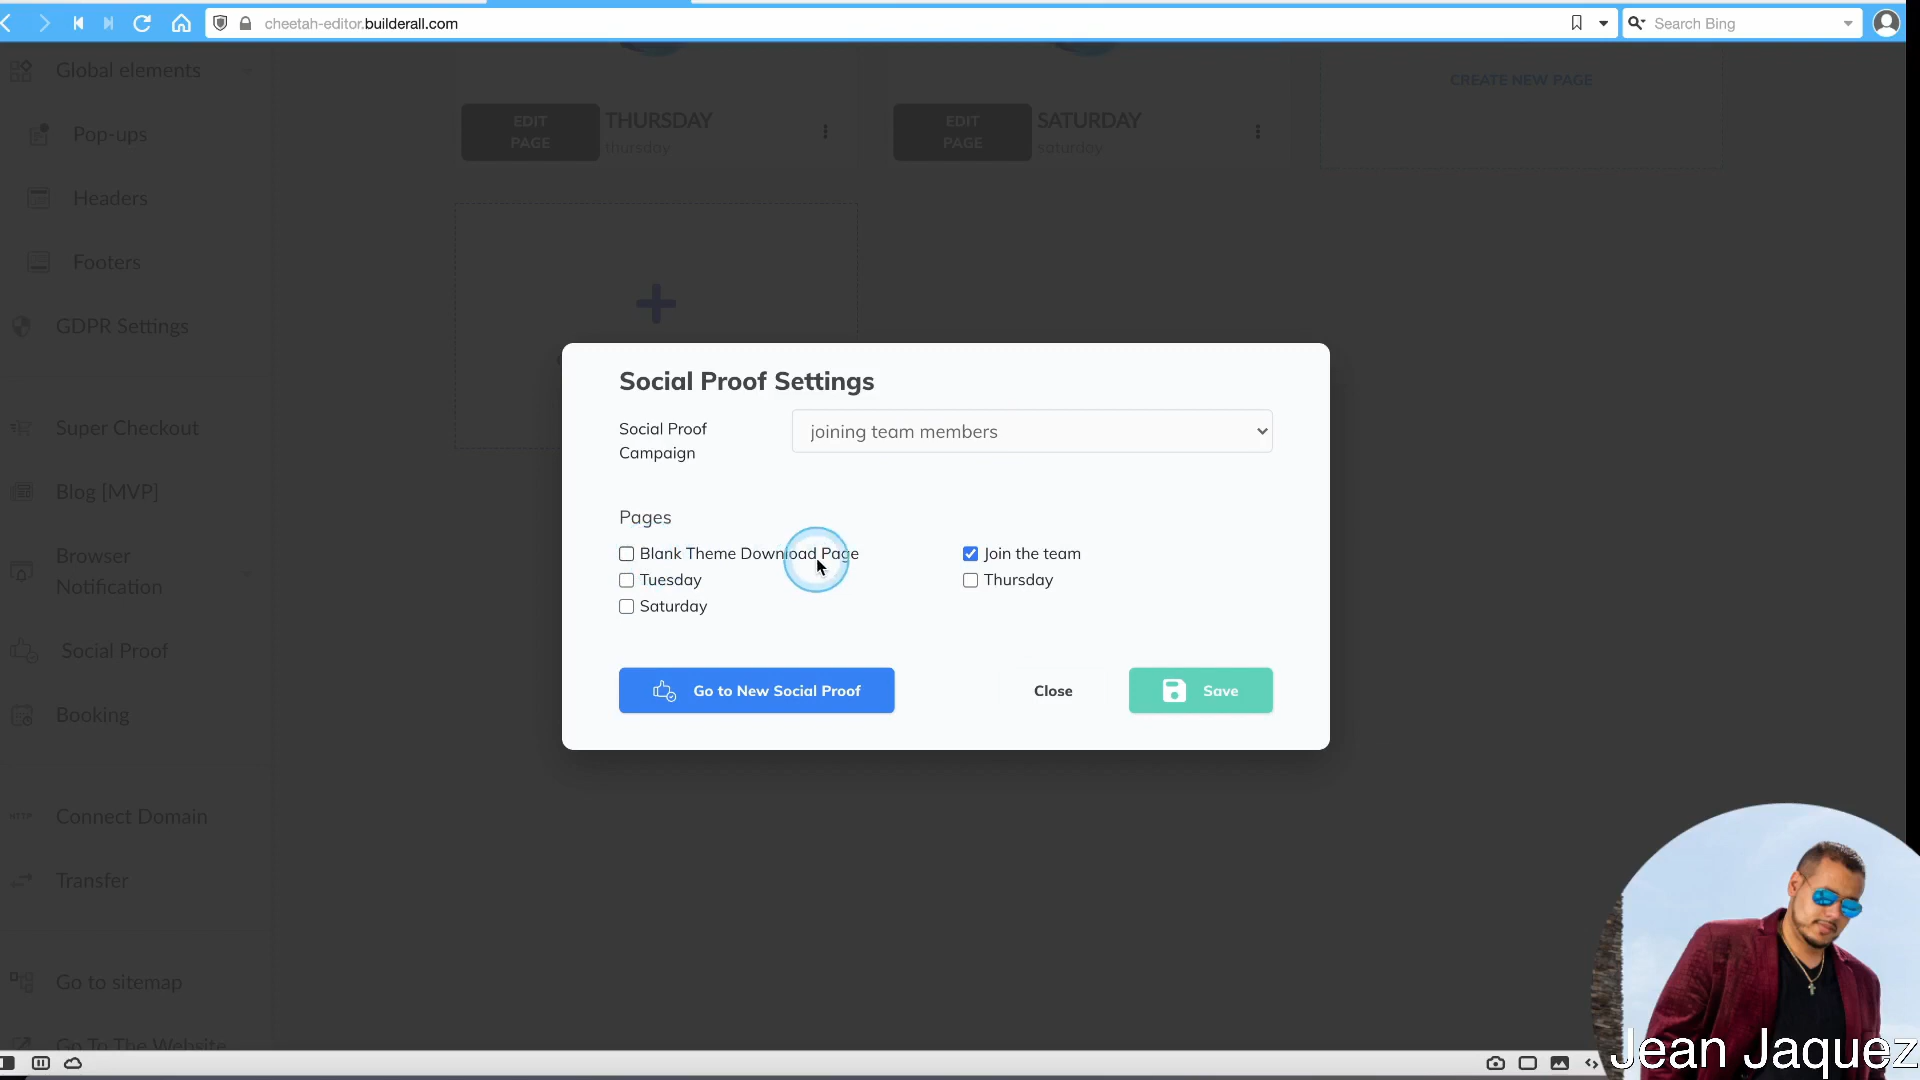 cheetah-editor.builderall.com
Search Bing
Global elements
Pop-ups
Headers
Footers
GDPR Settings
Super Checkout
Blog [MVP]
Browser
Notification
Social Proof
Booking
HTTP
Connect Domain
Transfer
Go to sitemap
Go To The Website
EDIT
PAGE
THURSDAY
thursday
EDIT
PAGE
SATURDAY
saturday
CREATE NEW PAGE
Social Proof Settings
Social Proof
Campaign
joining team members
Pages
Blank Theme Download Page
Join the team
Tuesday
Thursday
Saturday
Go to New Social Proof
Close
Save
Jean Jaquez